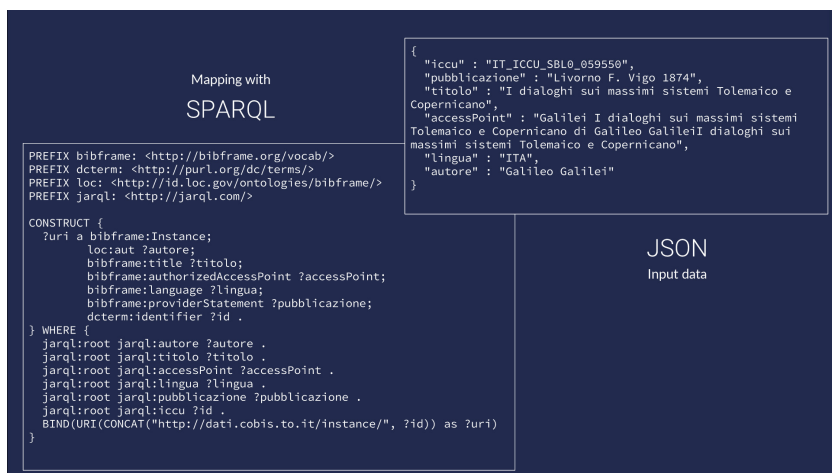 Mapping with
SPARQL
PREFIX bibframe: <http://bibframe.org/vocab/>
PREFIX dcterm: <http://purl.org/dc/terms/>
PREFIX loc: <http://id.loc.gov/ontologies/bibframe/>
PREFIX jarql: <http://jarql.com/>
CONSTRUCT {
?uri a bibframe:Instance;
loc:aut ?autore;
bibframe:title ?titolo;
bibframe:authorizedAccessPoint ?accessPoint;
bibframe:language ?lingua;
bibframe:providerStatement ?pubblicazione;
dcterm:identifier ?id .
} WHERE {
jarql:root jarql:autore ?autore .
jarql:root jarql:titolo ?titolo .
jarql:root jarql:accessPoint ?accessPoint .
jarql:root jarql:lingua ?lingua .
jarql:root jarql:pubblicazione ?pubblicazione .
jarql:root jarql:iccu ?id .
BIND(URI(CONCAT("http://dati.cobis.to.it/instance/", ?id)) as ?uri)
}
{
"iccu" : "IT_ICCU_SBL0_059550",
"pubblicazione" : "Livorno F. Vigo 1874",
"titolo" : "I dialoghi sui massimi sistemi Tolemaico e
Copernicano",
"accessPoint" : "Galilei I dialoghi sui massimi sistemi
Tolemaico e Copernicano di Galileo GalileiI dialoghi sui
massimi sistemi Tolemaico e Copernicano",
"lingua" : "ITA",
"autore" : "Galileo Galilei"
}
JSON
Input data